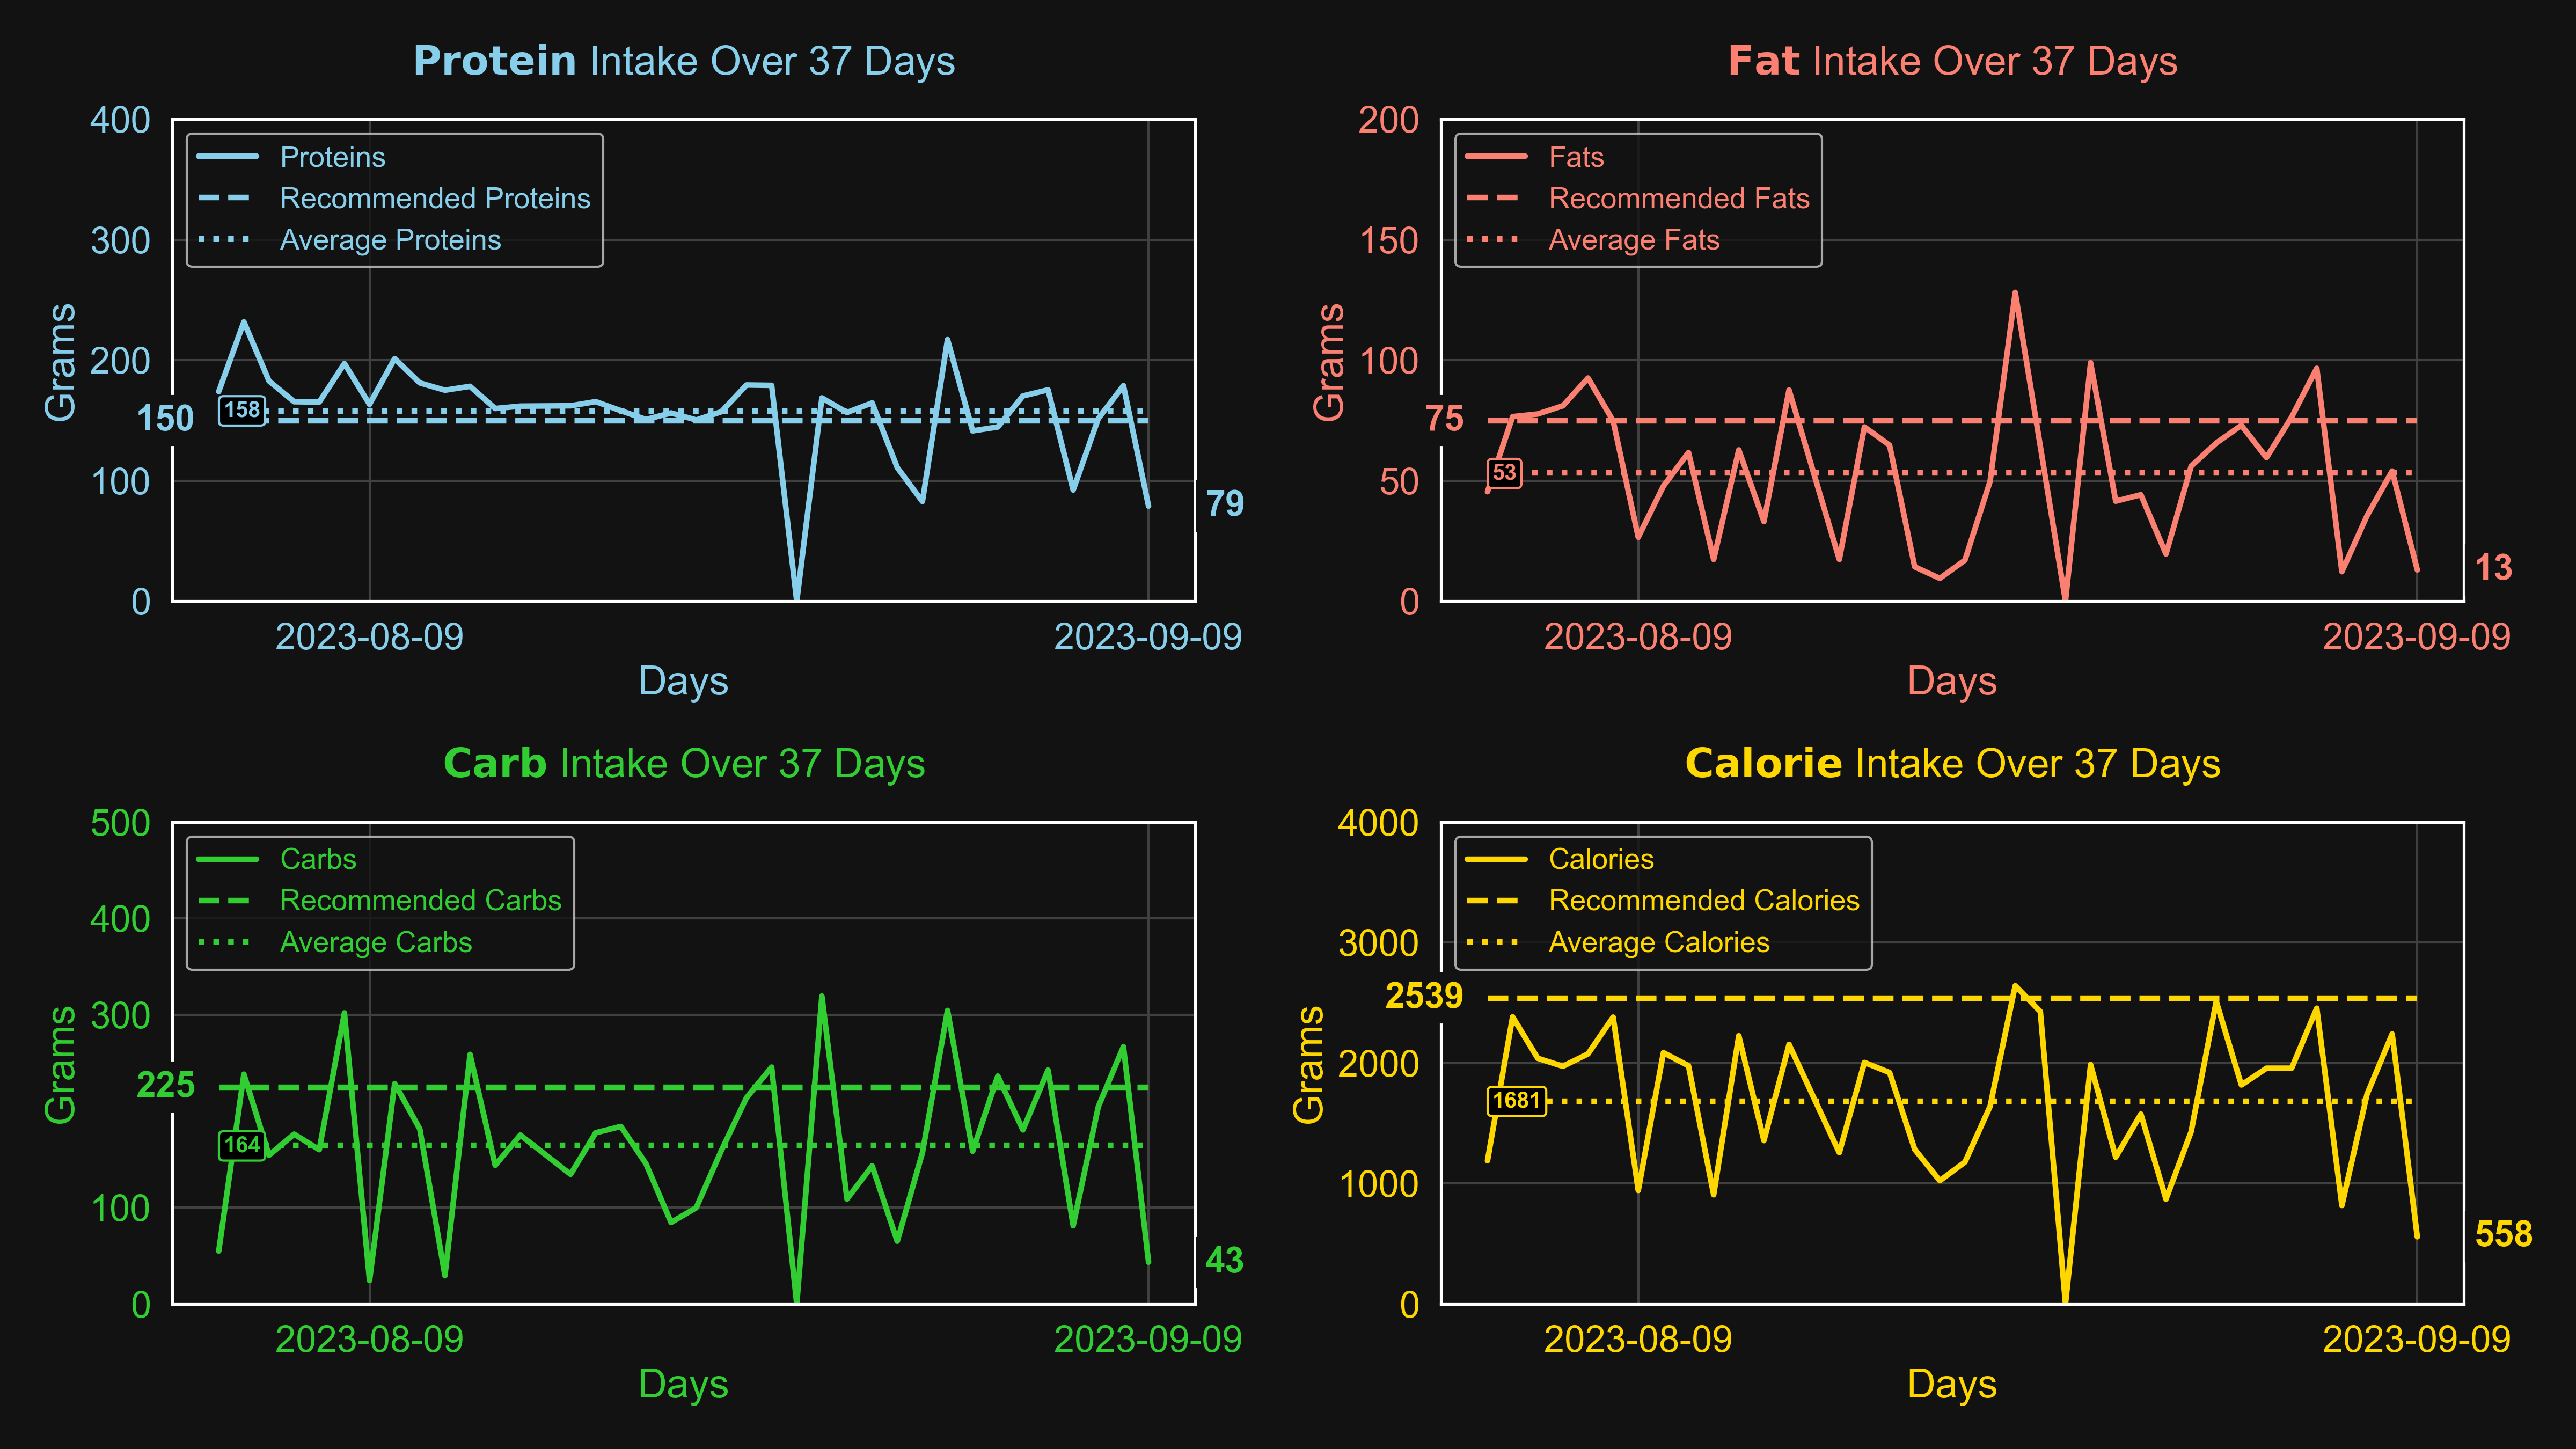 Protein Intake Over 37 Days
400
300
200
100
0
150
158
79
Grams
Proteins
Recommended Proteins
Average Proteins
2023-08-09
2023-09-09
Days
Fat Intake Over 37 Days
200
150
100
50
0
75
53
13
Grams
Fats
Recommended Fats
Average Fats
2023-08-09
2023-09-09
Days
Carb Intake Over 37 Days
500
400
300
100
0
225
164
43
Grams
Carbs
Recommended Carbs
Average Carbs
2023-08-09
2023-09-09
Days
Calorie Intake Over 37 Days
4000
3000
2000
1000
0
2539
1681
558
Grams
Calories
Recommended Calories
Average Calories
2023-08-09
2023-09-09
Days